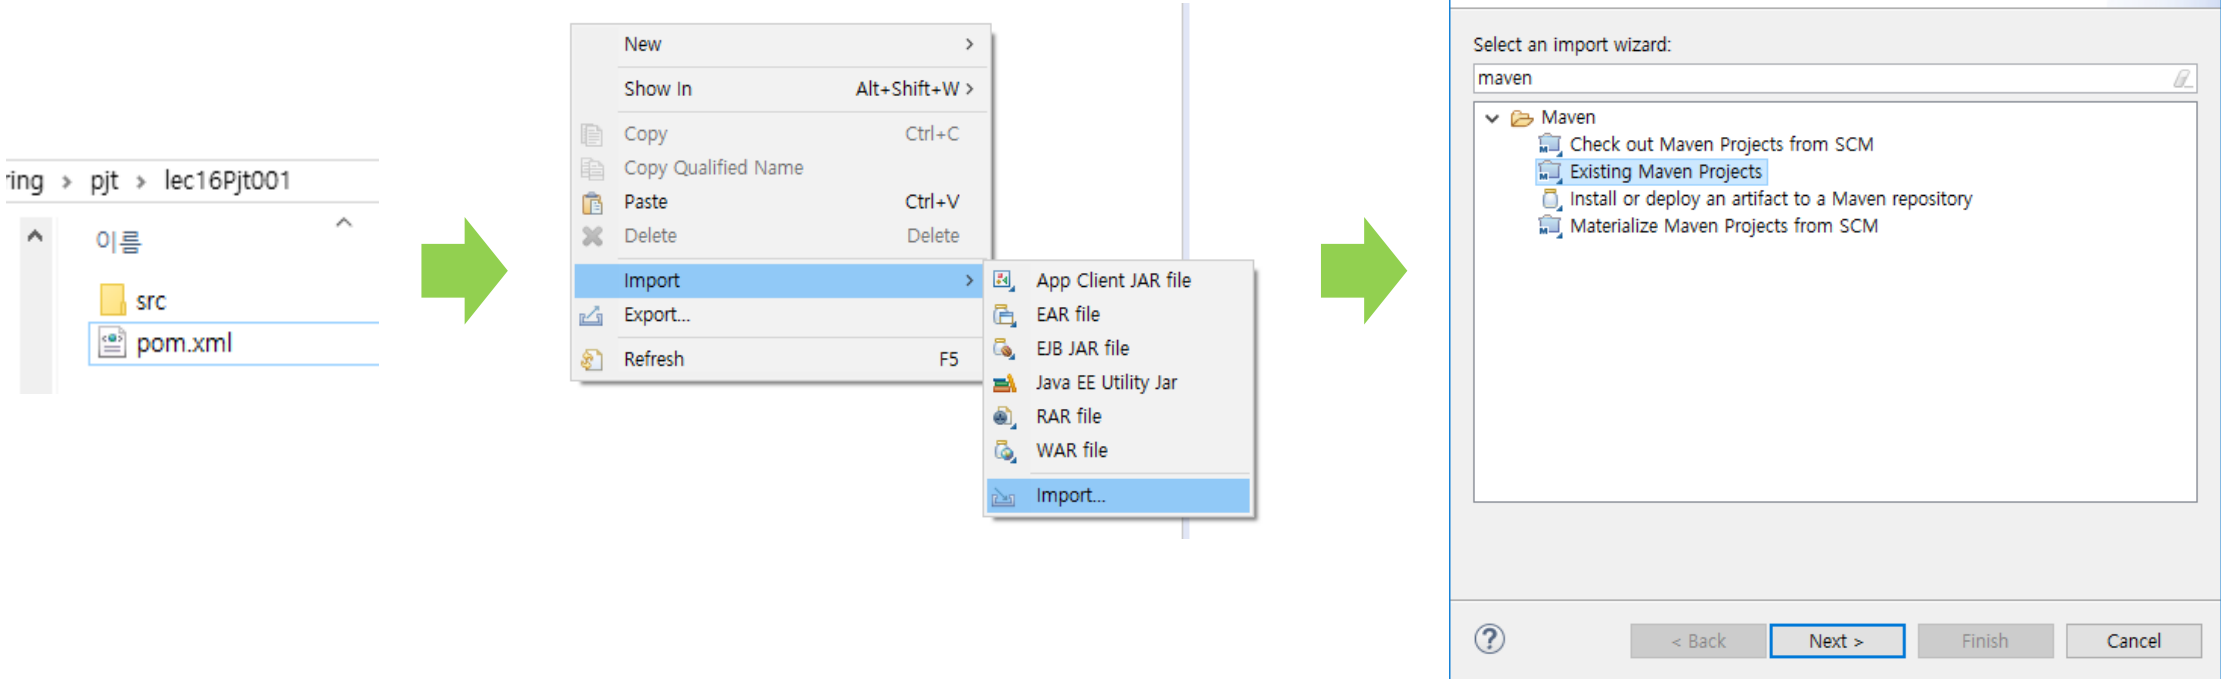 ring > pjt > lec16Pjt001
이름
src
pom.xml
New >
Show In Alt+Shift+W >
Copy Ctrl+C
Copy Qualified Name
Paste Ctrl+V
Delete Delete
Import >
Export...
Refresh F5
App Client JAR file
EAR file
EJB JAR file
Java EE Utility Jar
RAR file
WAR file
Import...
Select an import wizard:
maven
Maven
Check out Maven Projects from SCM
Existing Maven Projects
Install or deploy an artifact to a Maven repository
Materialize Maven Projects from SCM
< Back Next > Finish Cancel